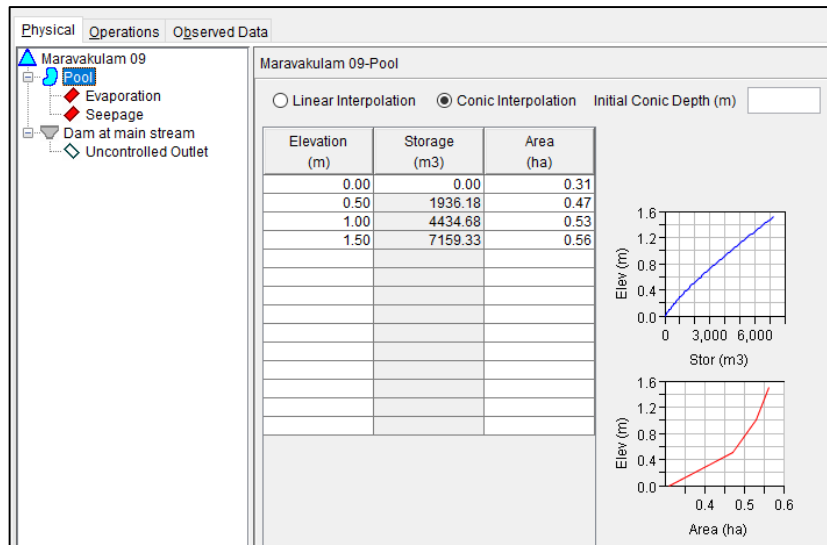 Physical Operations Observed Data
Maravakulam 09
Pool
Evaporation
Seepage
Dam at main stream
Uncontrolled Outlet
Maravakulam 09-Pool
Linear Interpolation Conic Interpolation Initial Conic Depth (m)
Elevation Storage Area
(m) (m3) (ha)
0.00 0.00 0.31
0.50 1936.18 0.47
1.00 4434.68 0.53
1.50 7159.33 0.56
1.6
1.2
0.8
0.4
0.0
Elev (m)
0 3,000 6,000
Stor (m3)
1.6
1.2
0.8
0.4
0.0
Elev (m)
0.4 0.5 0.6
Area (ha)